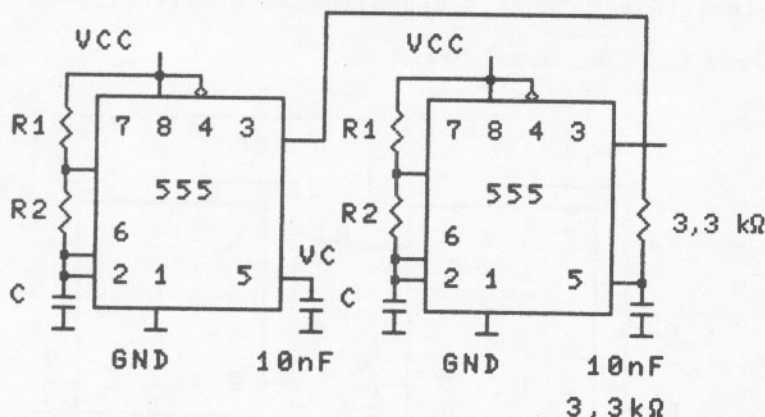 VCC
VCC
R1
7 8 4 3
R1
7 8 4 3
555
555
R2
6
R2
6
3,3 kΩ
2 1 5
VC
2 1 5
C
C
GND
10nF
GND
10nF
3,3kΩ